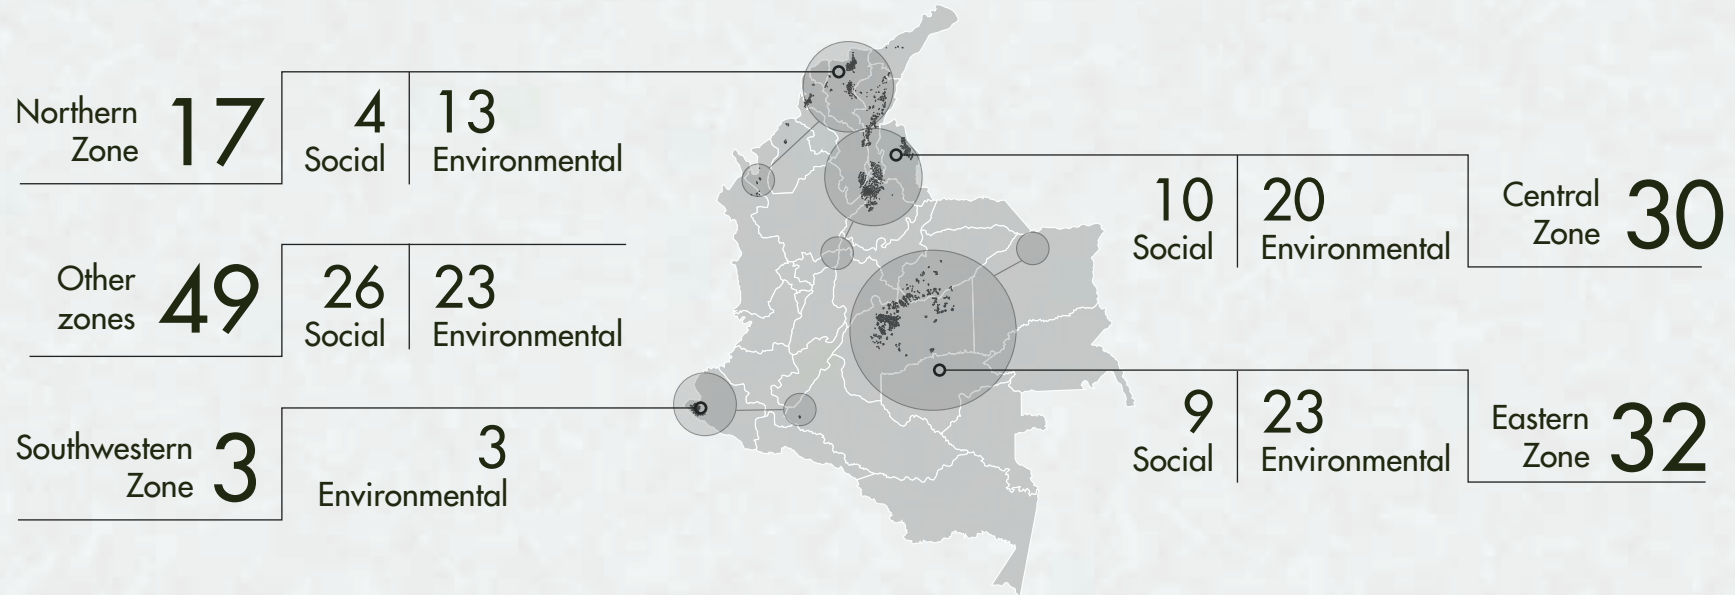 Northern
Zone
17
4
Social
13
Environmental
Other
zones
49
26
Social
23
Environmental
Southwestern
Zone
3
3
Environmental
10
Social
20
Environmental
Central
Zone
30
9
Social
23
Environmental
Eastern
Zone
32